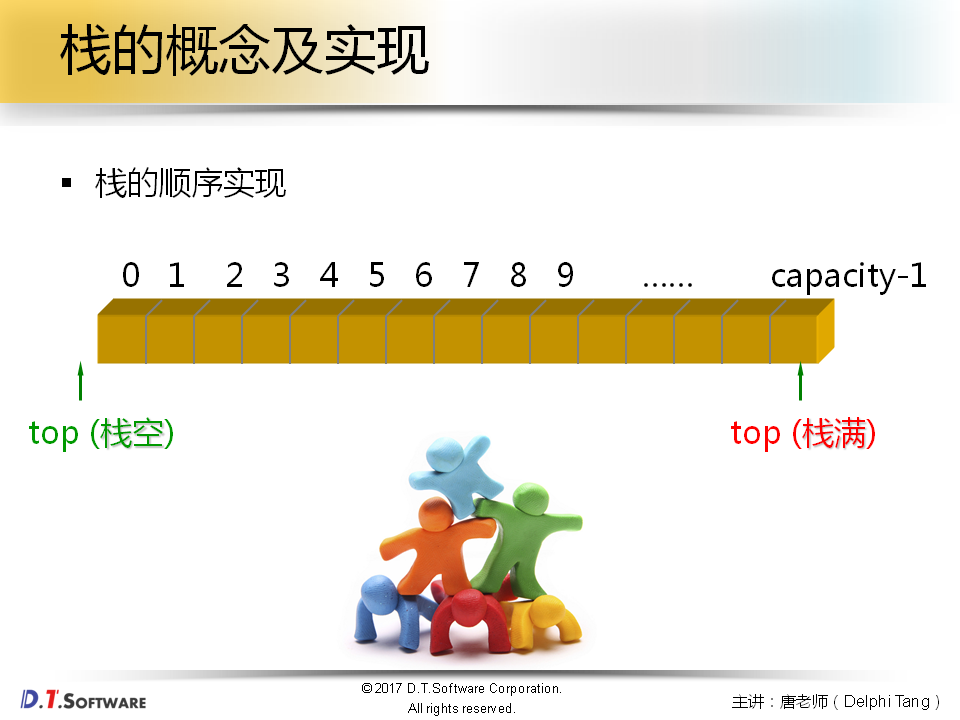 栈的概念及实现
栈的顺序实现
0 1 2 3 4 5 6 7 8 9 …… capacity-1
top (栈空) top (栈满)
D.T.SOFTWARE
©2017 D.T.Software Corporation.
All rights reserved.
主讲：唐老师（Delphi Tang）